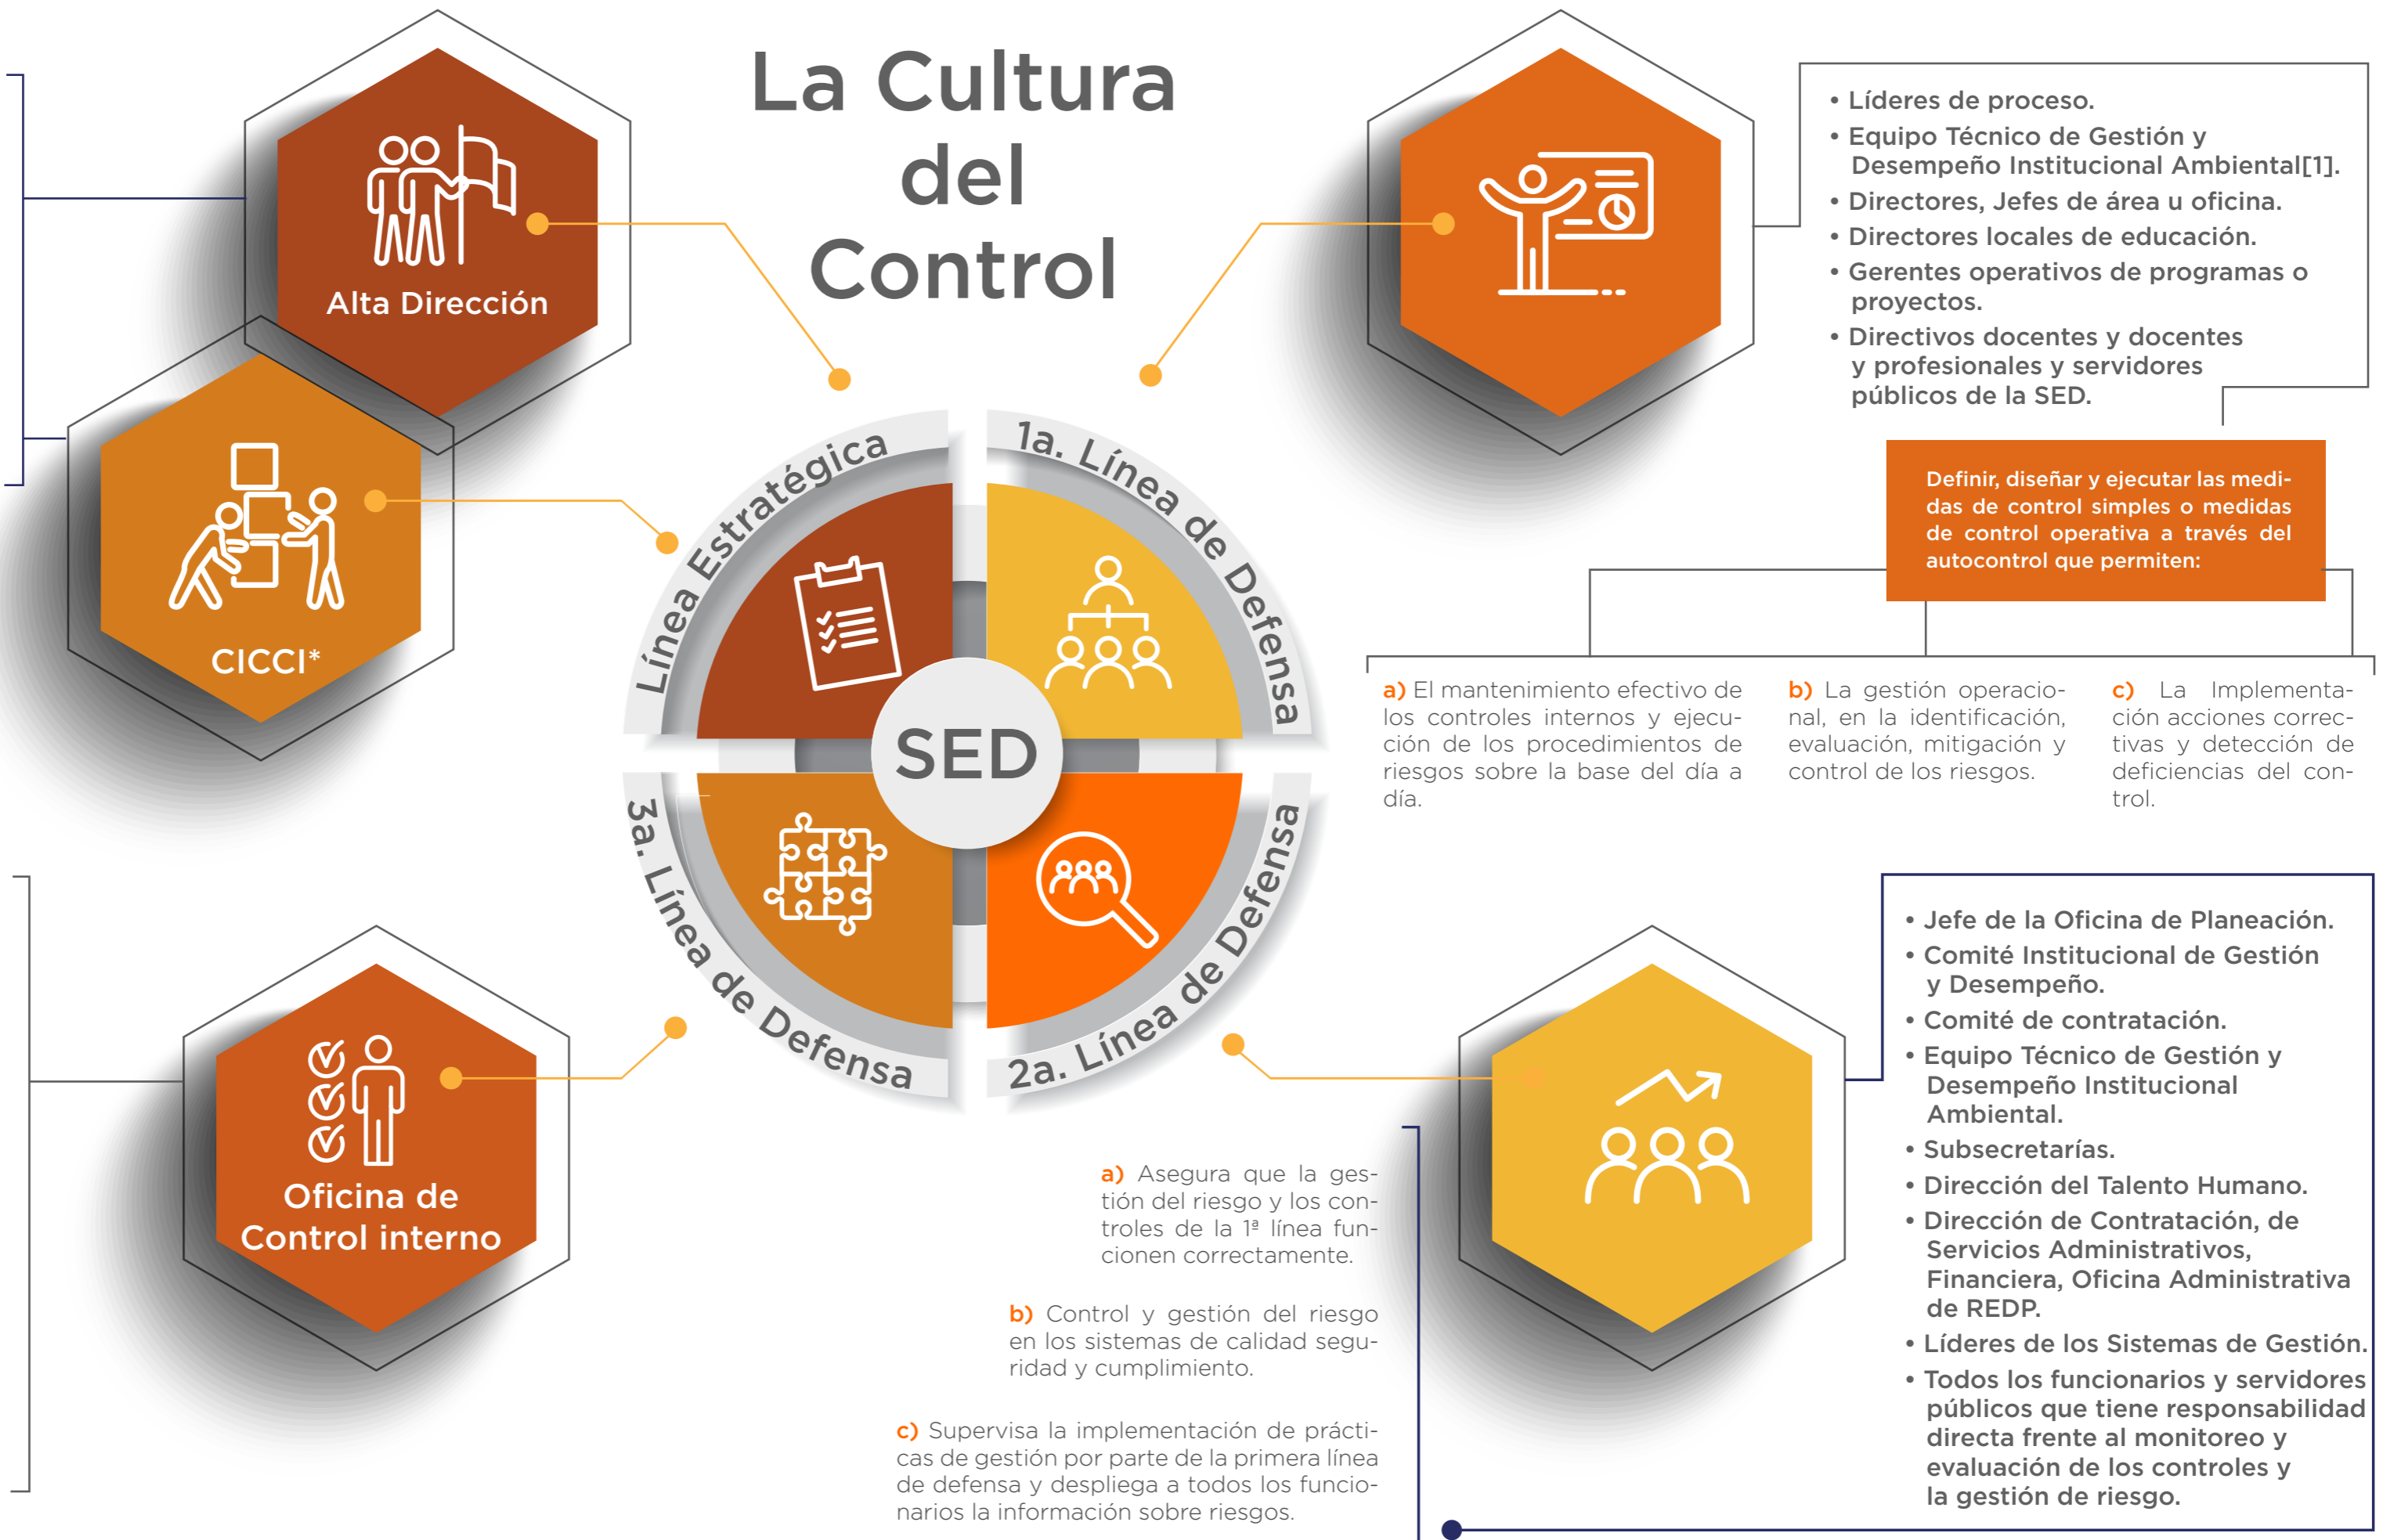 La Cultura
del
Control
Alta Dirección
CICCI*
Línea Estratégica
1a. Línea de Defensa
SED
3a. Línea de Defensa
2a. Línea de Defensa
• Líderes de proceso.
• Equipo Técnico de Gestión y
Desempeño Institucional Ambiental[1].
• Directores, Jefes de área u oficina.
• Directores locales de educación.
• Gerentes operativos de programas o
proyectos.
• Directivos docentes y docentes
y profesionales y servidores
públicos de la SED.
Definir, diseñar y ejecutar las medi-
das de control simples o medidas
de control operativa a través del
autocontrol que permiten:
a) El mantenimiento efectivo de
los controles internos y ejecu-
ción de los procedimientos de
riesgos sobre la base del día a
día.
b) La gestión operacio-
nal, en la identificación,
evaluación, mitigación y
control de los riesgos.
c) La Implementa-
ción acciones correc-
tivas y detección de
deficiencias del con-
trol.
Oficina de
Control interno
a) Asegura que la ges-
tión del riesgo y los con-
troles de la 1ª línea fun-
cionen correctamente.
b) Control y gestión del riesgo
en los sistemas de calidad segu-
ridad y cumplimiento.
c) Supervisa la implementación de prácti-
cas de gestión por parte de la primera línea
de defensa y despliega a todos los funcio-
narios la información sobre riesgos.
• Jefe de la Oficina de Planeación.
• Comité Institucional de Gestión
y Desempeño.
• Comité de contratación.
• Equipo Técnico de Gestión y
Desempeño Institucional
Ambiental.
• Subsecretarías.
• Dirección del Talento Humano.
• Dirección de Contratación, de
Servicios Administrativos,
Financiera, Oficina Administrativa
de REDP.
• Líderes de los Sistemas de Gestión.
• Todos los funcionarios y servidores
públicos que tiene responsabilidad
directa frente al monitoreo y
evaluación de los controles y
la gestión de riesgo.